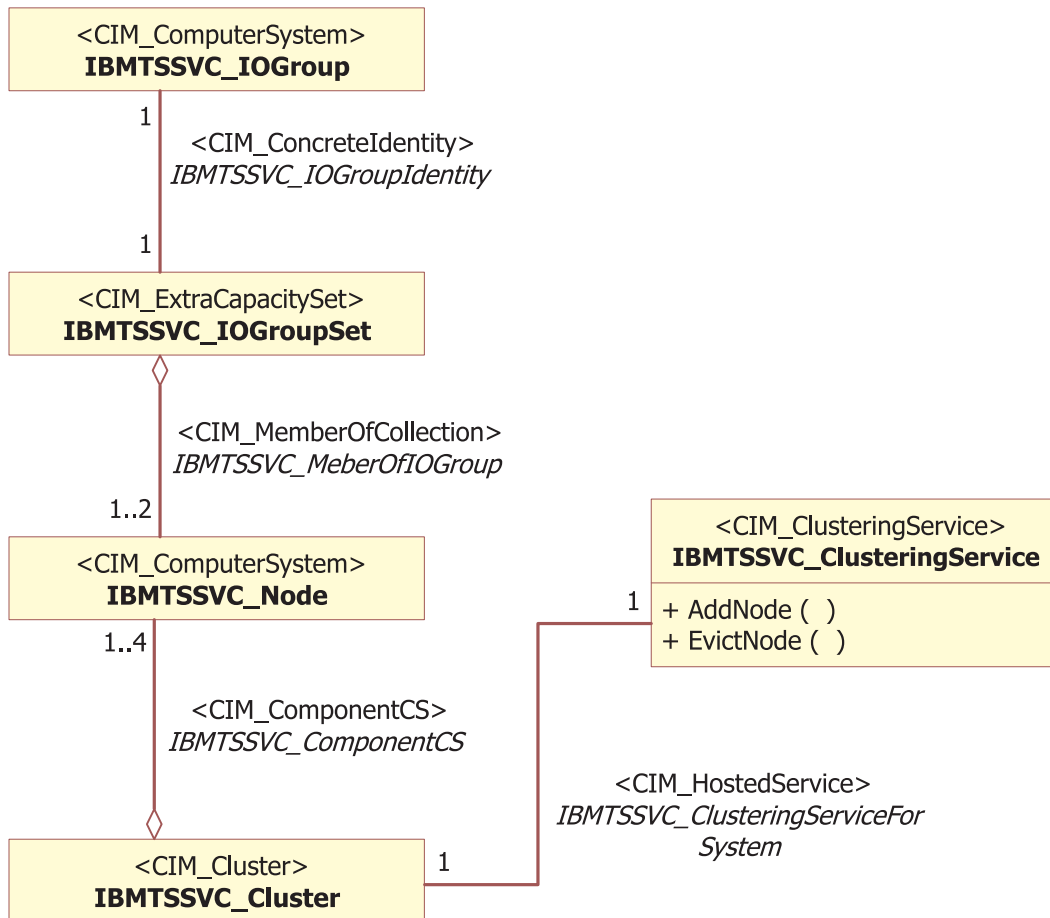 <CIM_ComputerSystem>
IBMTSSVC_IOGroup
1
<CIM_ConcreteIdentity>
IBMTSSVC_IOGroupIdentity
1
<CIM_ExtraCapacitySet>
IBMTSSVC_IOGroupSet
<CIM_MemberOfCollection>
IBMTSSVC_MeberOfIOGroup
1..2
<CIM_ComputerSystem>
IBMTSSVC_Node
1..4
<CIM_ClusteringService>
IBMTSSVC_ClusteringService
1
+ AddNode ( )
+ EvictNode ( )
<CIM_ComponentCS>
IBMTSSVC_ComponentCS
<CIM_HostedService>
IBMTSSVC_ClusteringServiceFor
System
<CIM_Cluster>
IBMTSSVC_Cluster
1